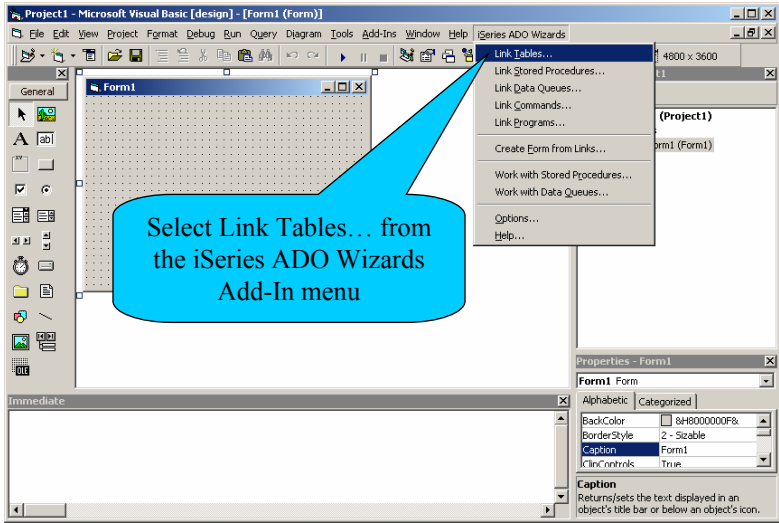 Project1 - Microsoft Visual Basic [design] - [Form1 (Form)]
File Edit View Project Format Debug Run Query Diagram Tools Add-Ins Window Help iSeries ADO Wizards
4800 x 3600
General
A
ab
xv
OLE
Form1
Link Tables...
Link Stored Procedures...
Link Data Queues...
Link Commands...
Link Programs...
Create Form from Links...
Work with Stored Procedures...
Work with Data Queues...
Options...
Help...
Select Link Tables… from
the iSeries ADO Wizards
Add-In menu
t1
(Project1)
orm1 (Form1)
Properties - Form1
Form1 Form
Alphabetic Categorized
BackColor &H8000000F&
BorderStyle 2 - Sizable
Caption Form1
ClipControls True
Caption
Returns/sets the text displayed in an
object's title bar or below an object's icon.
Immediate